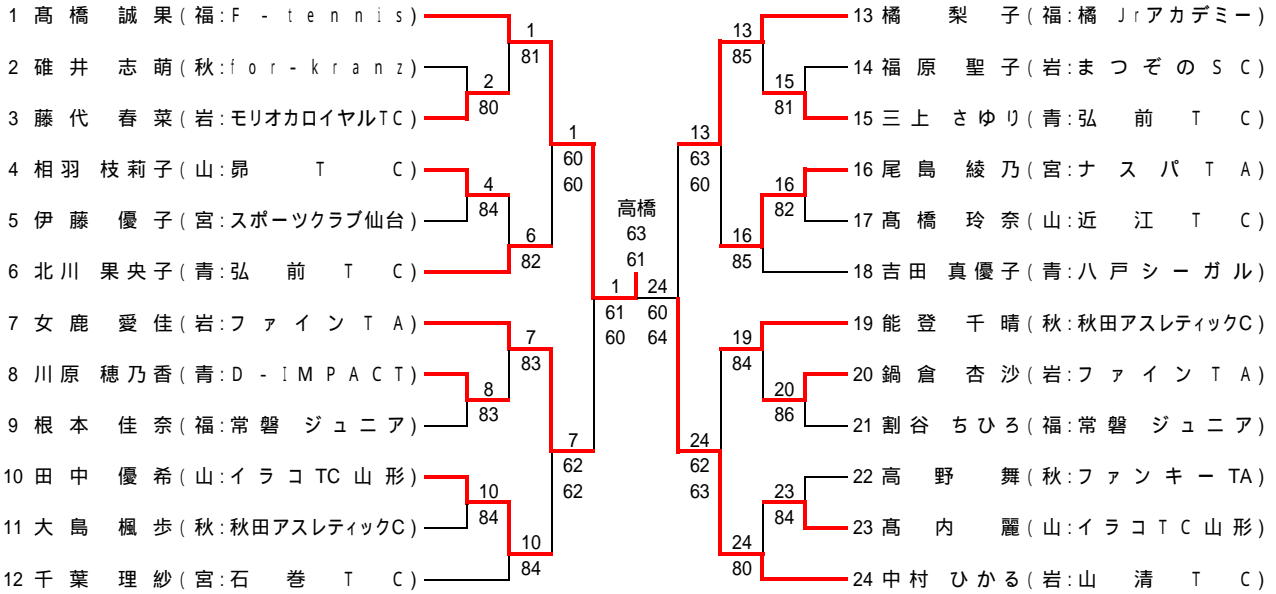 1 髙橋 誠果(福:F-tennis)
2 碓井 志萌(秋:for-kranz)
3 藤代 春菜(岩:モリオカロイヤルTC)
4 相羽 枝莉子(山:昴 T C)
5 伊藤 優子(宮:スポーツクラブ仙台)
6 北川 果央子(青:弘前 T C)
7 女鹿 愛佳(岩:ファインTA)
8 川原 穂乃香(青:D-IMPACT)
9 根本 佳奈(福:常磐ジュニア)
10 田中 優希(山:イラコTC山形)
11 大島 楓歩(秋:秋田アスレティックC)
12 千葉 理紗(宮:石巻 T C)
1
81
2
80
4
84
6
82
7
83
8
83
10
84
10
84
1
60
60
7
62
62
1
61
60
高橋
63
61
24
60
64
13
63
60
24
62
63
13
85
15
81
16
82
16
85
19
84
20
86
23
84
24
80
13 橘 梨子(福:橘 Jrアカデミー)
14 福原 聖子(岩:まつぞのSC)
15 三上 さゆり(青:弘前 T C)
16 尾島 綾乃(宮:ナスパTA)
17 髙橋 玲奈(山:近江 T C)
18 吉田 真優子(青:八戸シーガル)
19 能登 千晴(秋:秋田アスレティックC)
20 鍋倉 杏沙(岩:ファインTA)
21 割谷 ちひろ(福:常磐ジュニア)
22 高野 舞(秋:ファンキーTA)
23 髙内 麗(山:イラコTC山形)
24 中村 ひかる(岩:山清 T C)